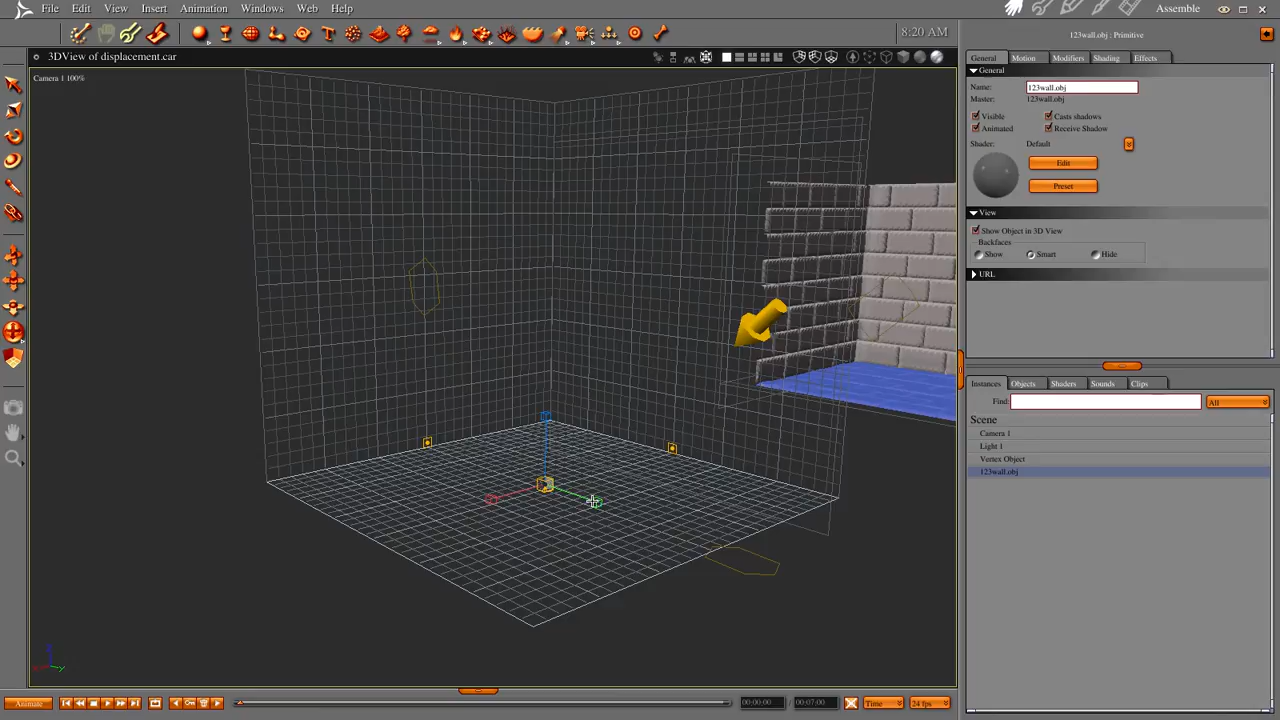 File Edit View Insert Animation Windows Web Help
Assemble
8:20 AM
123wall.obj : Primitive
3DView of displacement.car
Camera 1 100%
General Motion Modifiers Shading Effects
General
Name: 123wall.obj
Master: 123wall.obj
Visible Casts shadows
Animated Receive Shadow
Shader: Default
Edit
Preset
View
Show Object in 3D View
Backfaces
Show Smart Hide
URL
Instances Objects Shaders Sounds Clips
Find: All
Scene
Camera 1
Light 1
Vertex Object
123wall.obj
Animate 00:00:00 00:07:00 Time 24 fps